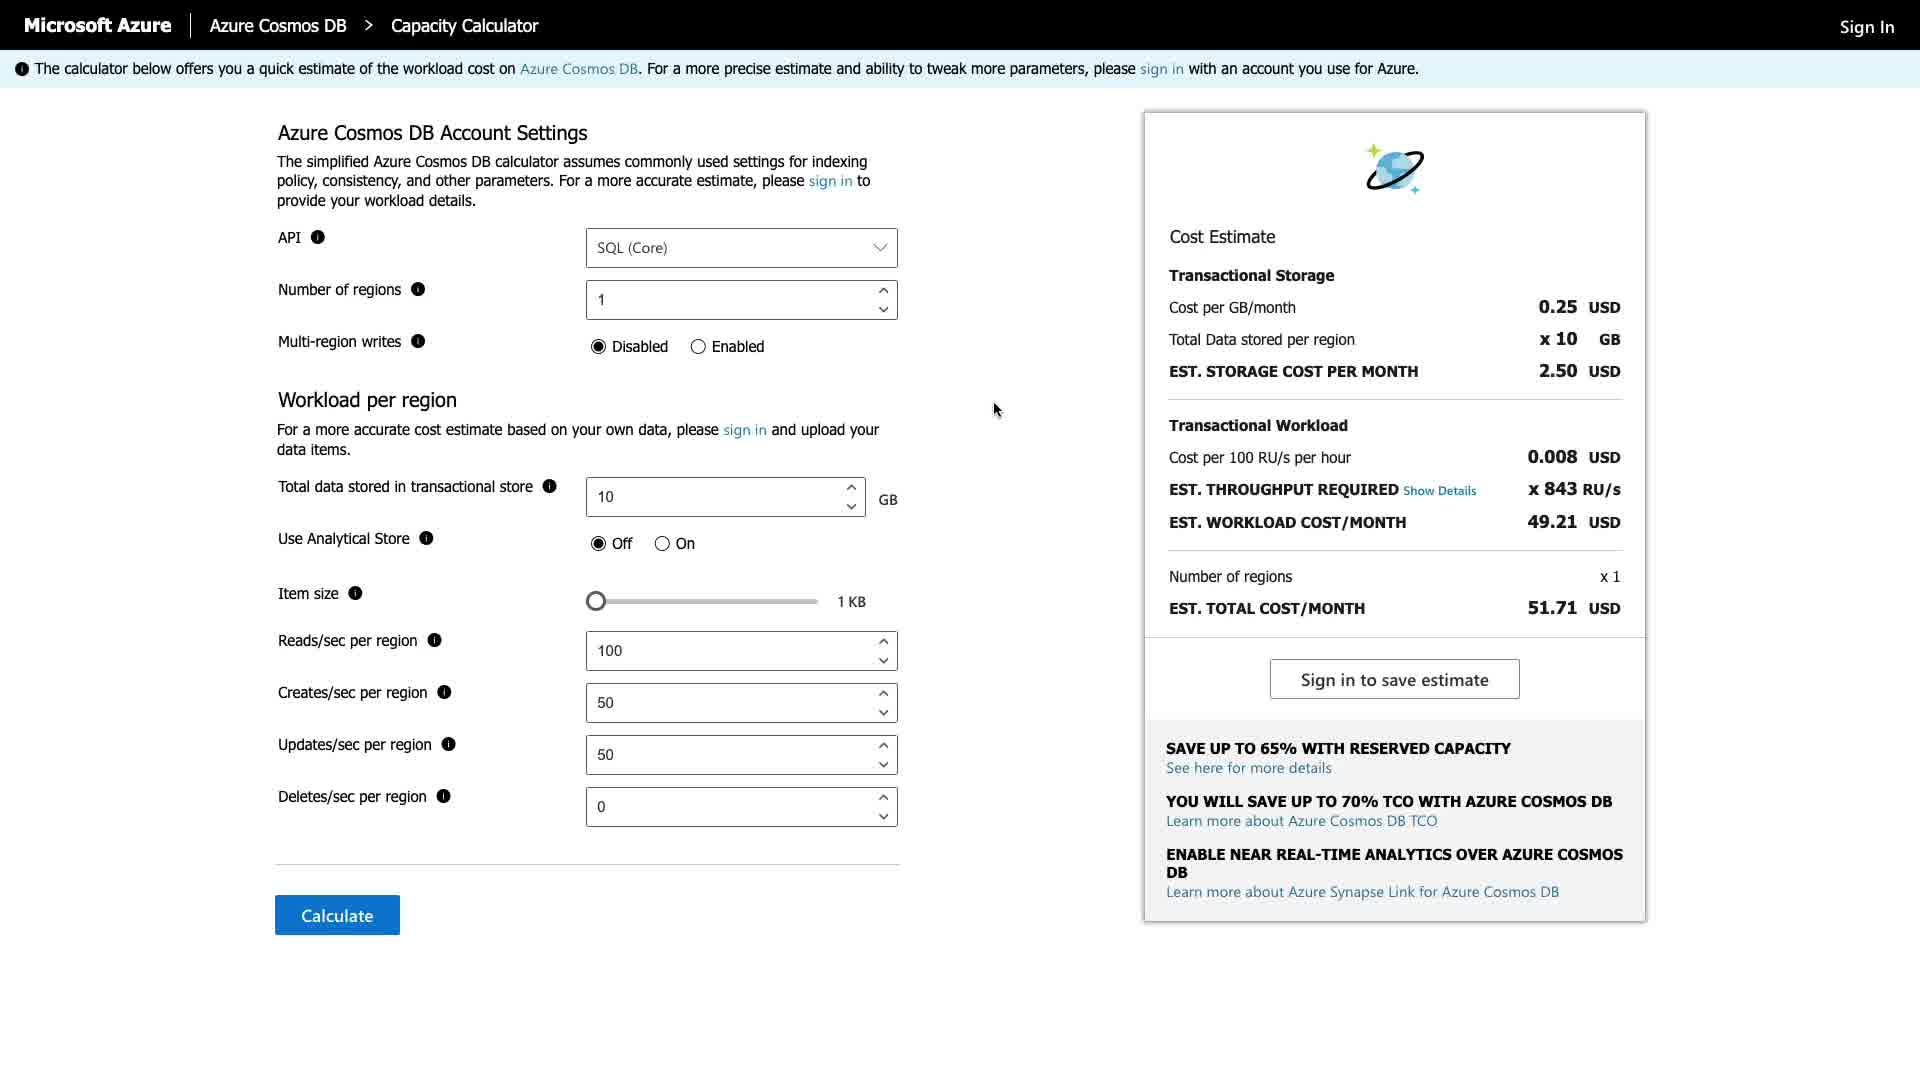 Microsoft Azure | Azure Cosmos DB > Capacity Calculator
Sign In
The calculator below offers you a quick estimate of the workload cost on Azure Cosmos DB. For a more precise estimate and ability to tweak more parameters, please sign in with an account you use for Azure.
Azure Cosmos DB Account Settings
The simplified Azure Cosmos DB calculator assumes commonly used settings for indexing
policy, consistency, and other parameters. For a more accurate estimate, please sign in to
provide your workload details.
API
SQL (Core)
Number of regions
1
Multi-region writes
Disabled
Enabled
Workload per region
For a more accurate cost estimate based on your own data, please sign in and upload your
data items.
Total data stored in transactional store
10
GB
Use Analytical Store
Off
On
Item size
1 KB
Reads/sec per region
100
Creates/sec per region
50
Updates/sec per region
50
Deletes/sec per region
0
Calculate
Cost Estimate
Transactional Storage
Cost per GB/month 0.25 USD
Total Data stored per region x 10 GB
EST. STORAGE COST PER MONTH 2.50 USD
Transactional Workload
Cost per 100 RU/s per hour 0.008 USD
EST. THROUGHPUT REQUIRED Show Details x 843 RU/s
EST. WORKLOAD COST/MONTH 49.21 USD
Number of regions x 1
EST. TOTAL COST/MONTH 51.71 USD
Sign in to save estimate
SAVE UP TO 65% WITH RESERVED CAPACITY
See here for more details
YOU WILL SAVE UP TO 70% TCO WITH AZURE COSMOS DB
Learn more about Azure Cosmos DB TCO
ENABLE NEAR REAL-TIME ANALYTICS OVER AZURE COSMOS
DB
Learn more about Azure Synapse Link for Azure Cosmos DB